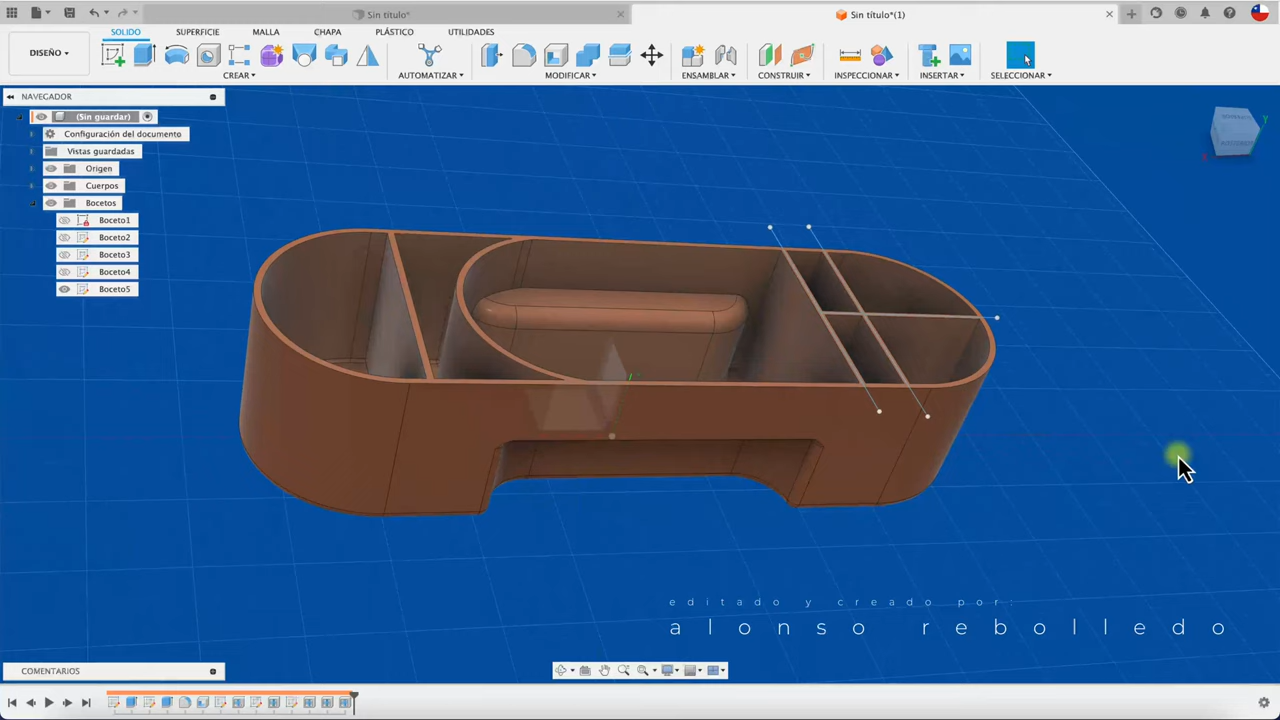 Sin título*
Sin título*(1)
DISEÑO
SÓLIDO
SUPERFICIE
MALLA
CHAPA
PLÁSTICO
UTILIDADES
CREAR
AUTOMATIZAR
MODIFICAR
ENSAMBLAR
CONSTRUIR
INSPECCIONAR
INSERTAR
SELECCIONAR
NAVEGADOR
(Sin guardar)
Configuración del documento
Vistas guardadas
Origen
Cuerpos
Bocetos
Boceto1
Boceto2
Boceto3
Boceto4
Boceto5
editado y creado por:
alonso rebolledo
COMENTARIOS